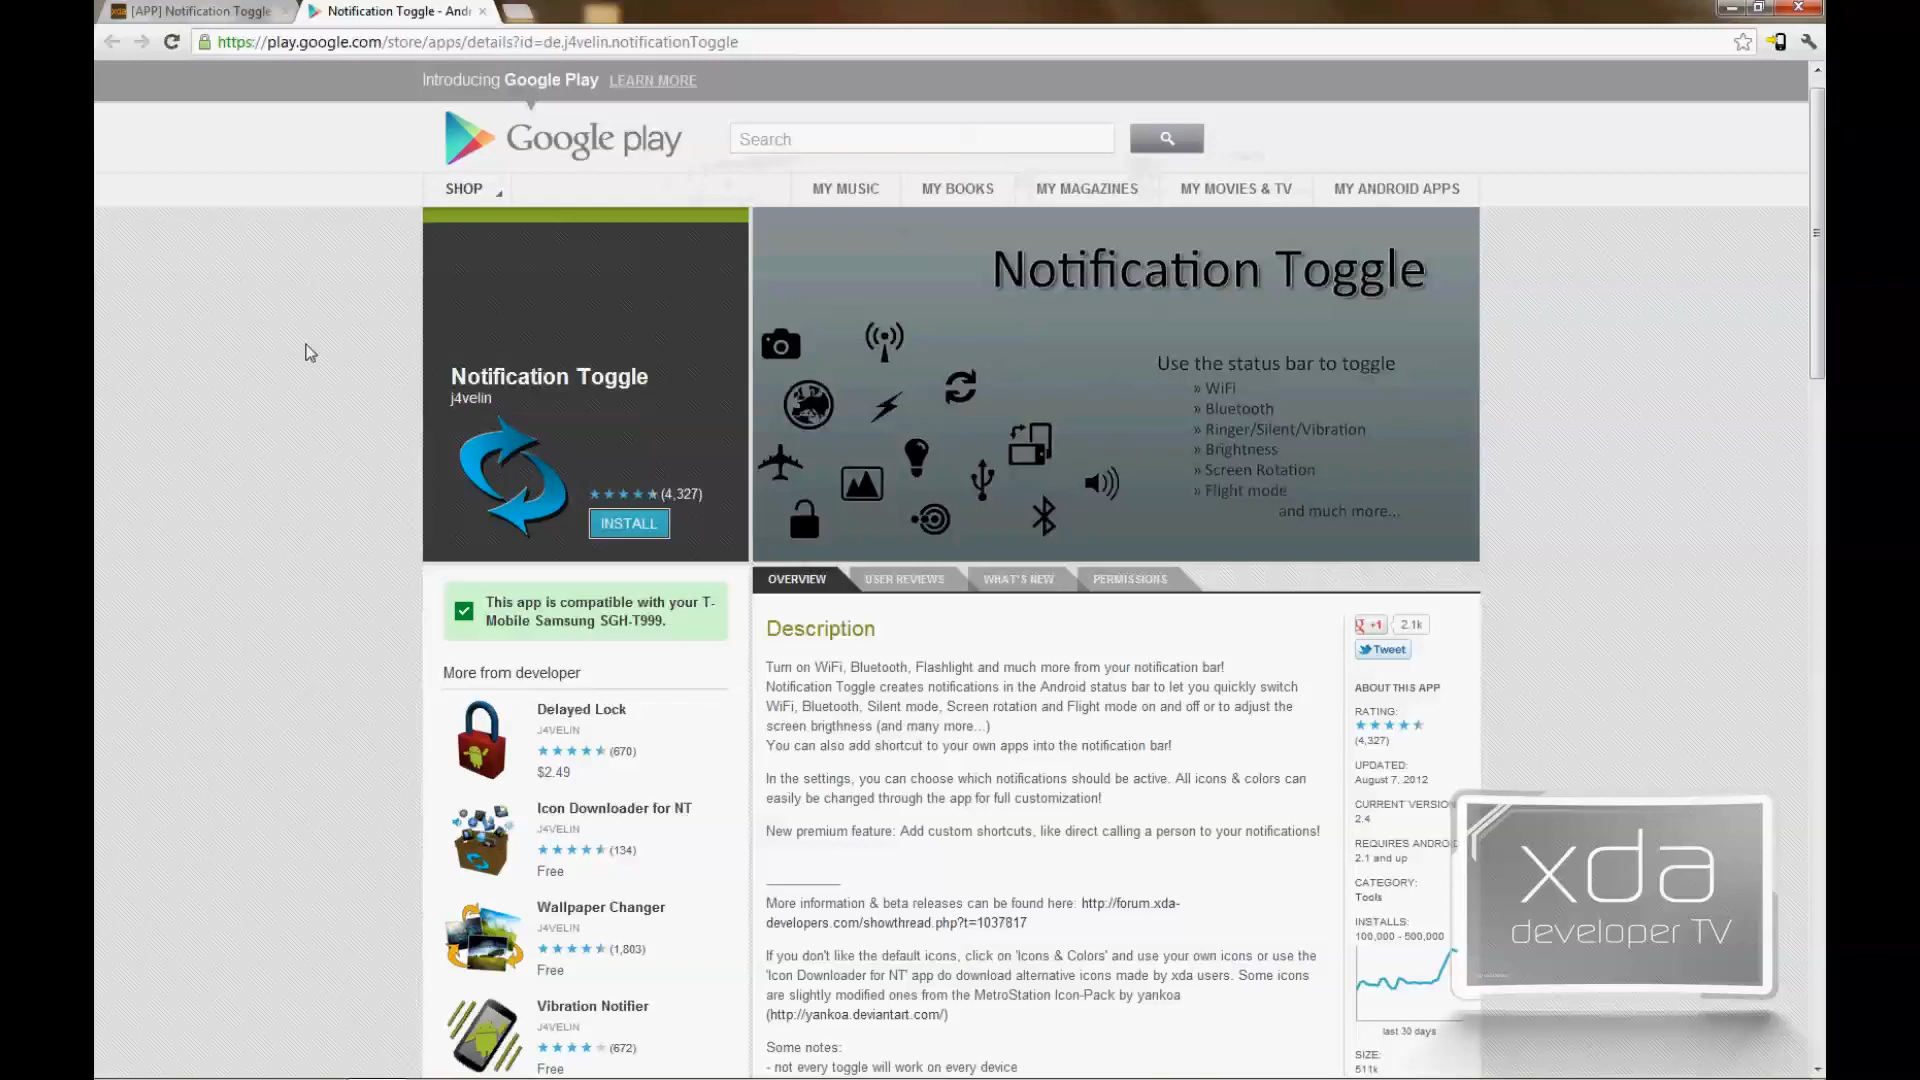 [APP] Notification Toggle
Notification Toggle - Andr
https://play.google.com/store/apps/details?id=de.j4velin.notificationToggle
Introducing Google Play LEARN MORE
Google play
Search
SHOP
MY MUSIC
MY BOOKS
MY MAGAZINES
MY MOVIES & TV
MY ANDROID APPS
Notification Toggle
j4velin
(4,327)
INSTALL
Notification Toggle
Use the status bar to toggle
» WiFi
» Bluetooth
» Ringer/Silent/Vibration
» Brightness
» Screen Rotation
» Flight mode
and much more...
This app is compatible with your T-
Mobile Samsung SGH-T999.
More from developer
Delayed Lock
J4VELIN
(670)
$2.49
Icon Downloader for NT
J4VELIN
(134)
Free
Wallpaper Changer
J4VELIN
(1,803)
Free
Vibration Notifier
J4VELIN
(672)
Free
OVERVIEW
USER REVIEWS
WHAT'S NEW
PERMISSIONS
Description
Turn on WiFi, Bluetooth, Flashlight and much more from your notification bar!
Notification Toggle creates notifications in the Android status bar to let you quickly switch
WiFi, Bluetooth, Silent mode, Screen rotation and Flight mode on and off or to adjust the
screen brigthness (and many more...)
You can also add shortcut to your own apps into the notification bar!
In the settings, you can choose which notifications should be active. All icons & colors can
easily be changed through the app for full customization!
New premium feature: Add custom shortcuts, like direct calling a person to your notifications!
More information & beta releases can be found here: http://forum.xda-
developers.com/showthread.php?t=1037817
If you don't like the default icons, click on 'Icons & Colors' and use your own icons or use the
'Icon Downloader for NT' app do download alternative icons made by xda users. Some icons
are slightly modified ones from the MetroStation Icon-Pack by yankoa
(http://yankoa.deviantart.com/)
Some notes:
- not every toggle will work on every device
+1 2.1k
Tweet
ABOUT THIS APP
RATING:
(4,327)
UPDATED:
August 7, 2012
CURRENT VERSION
2.4
REQUIRES ANDRO
2.1 and up
CATEGORY:
Tools
INSTALLS:
100,000 - 500,000
last 30 days
SIZE:
511k
xda
developer TV